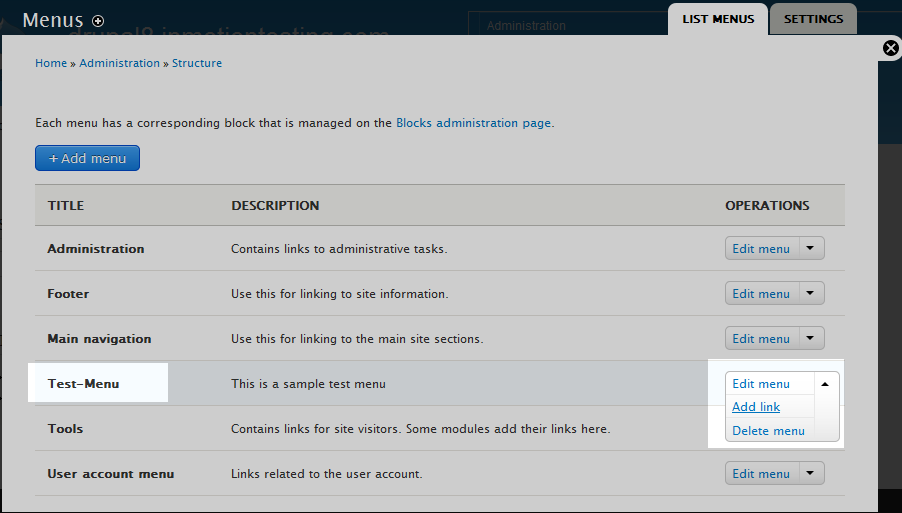 Menus
drupal8.inmotiontesting.com
Administration
LIST MENUS
SETTINGS
Home » Administration » Structure
Each menu has a corresponding block that is managed on the Blocks administration page.
+ Add menu
TITLE DESCRIPTION OPERATIONS
Administration Contains links to administrative tasks. Edit menu
Footer Use this for linking to site information. Edit menu
Main navigation Use this for linking to the main site sections. Edit menu
Test-Menu This is a sample test menu Edit menu
Add link
Tools Contains links for site visitors. Some modules add their links here. Delete menu
User account menu Links related to the user account. Edit menu